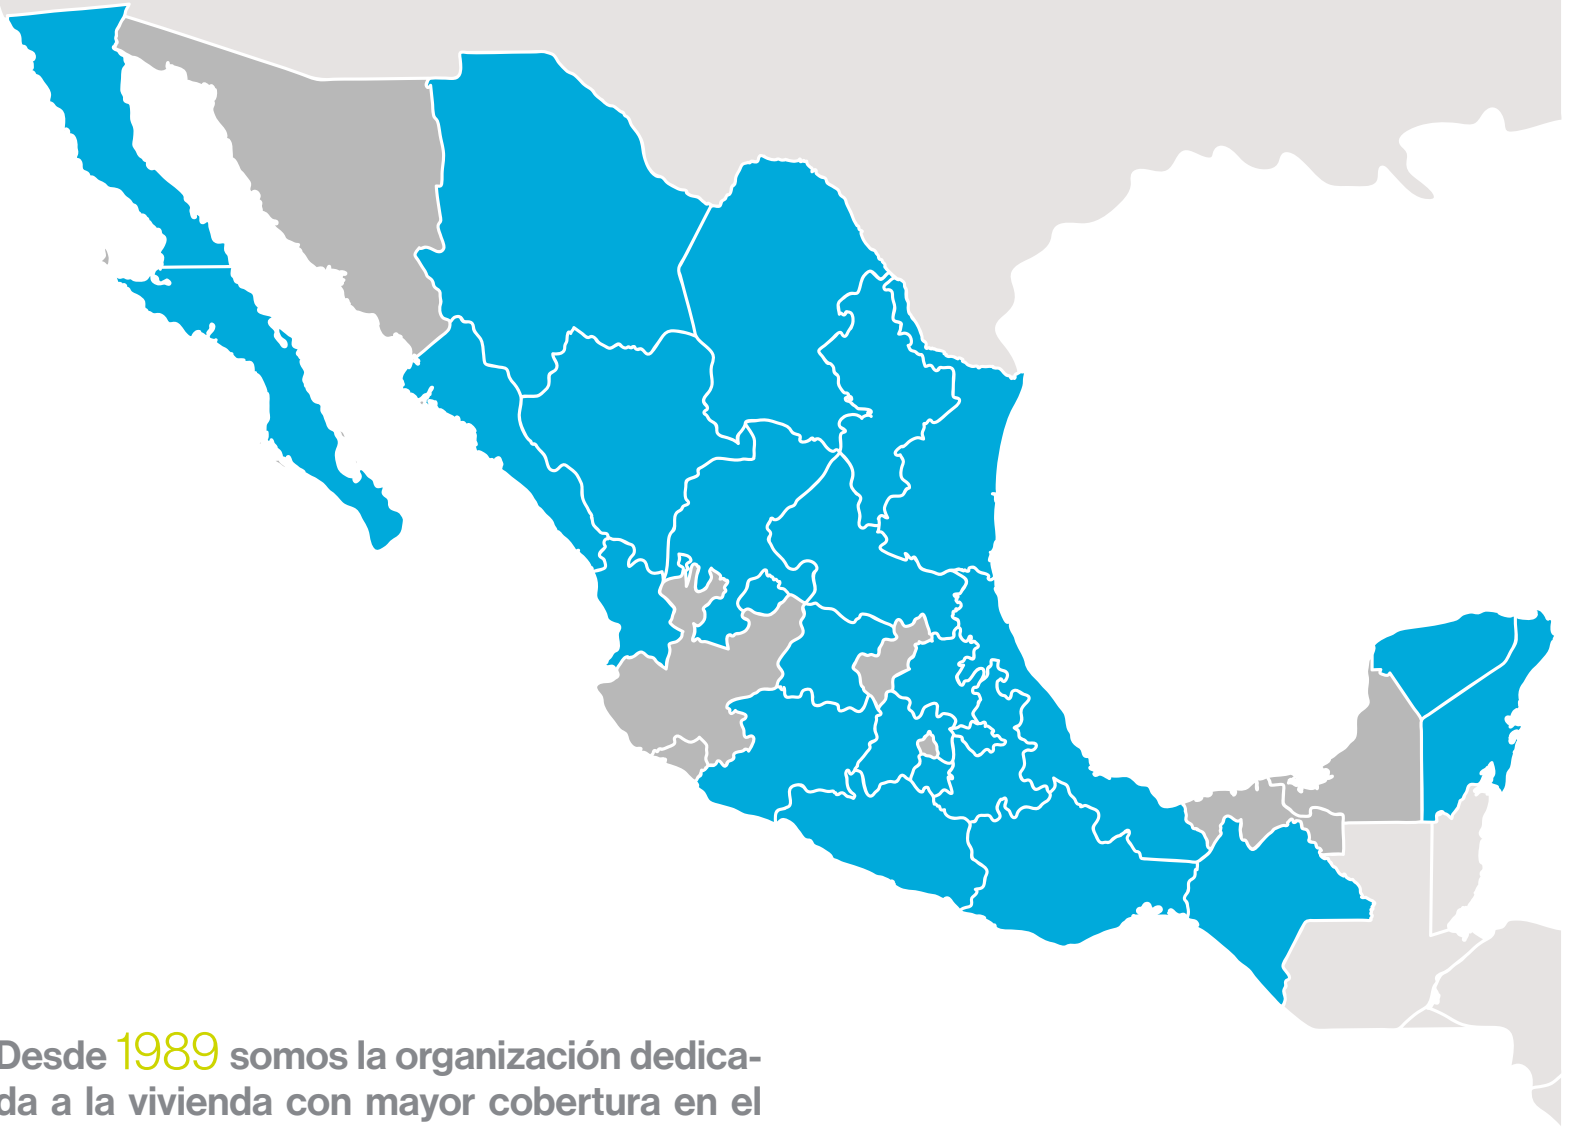 Desde 1989 somos la organización dedica-
da a la vivienda con mayor cobertura en el